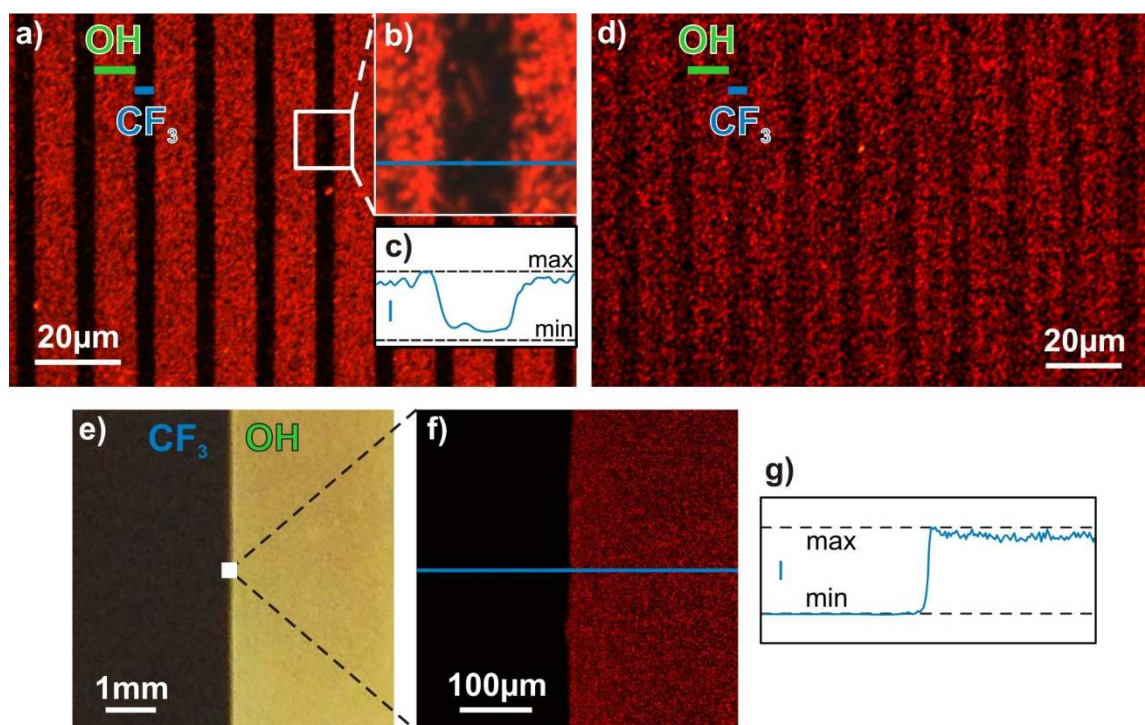 a)
OH
CF₃
20µm
b)
c)
max
I
min
d)
OH
CF₃
20µm
e)
CF₃
OH
1mm
f)
100µm
g)
max
I
min